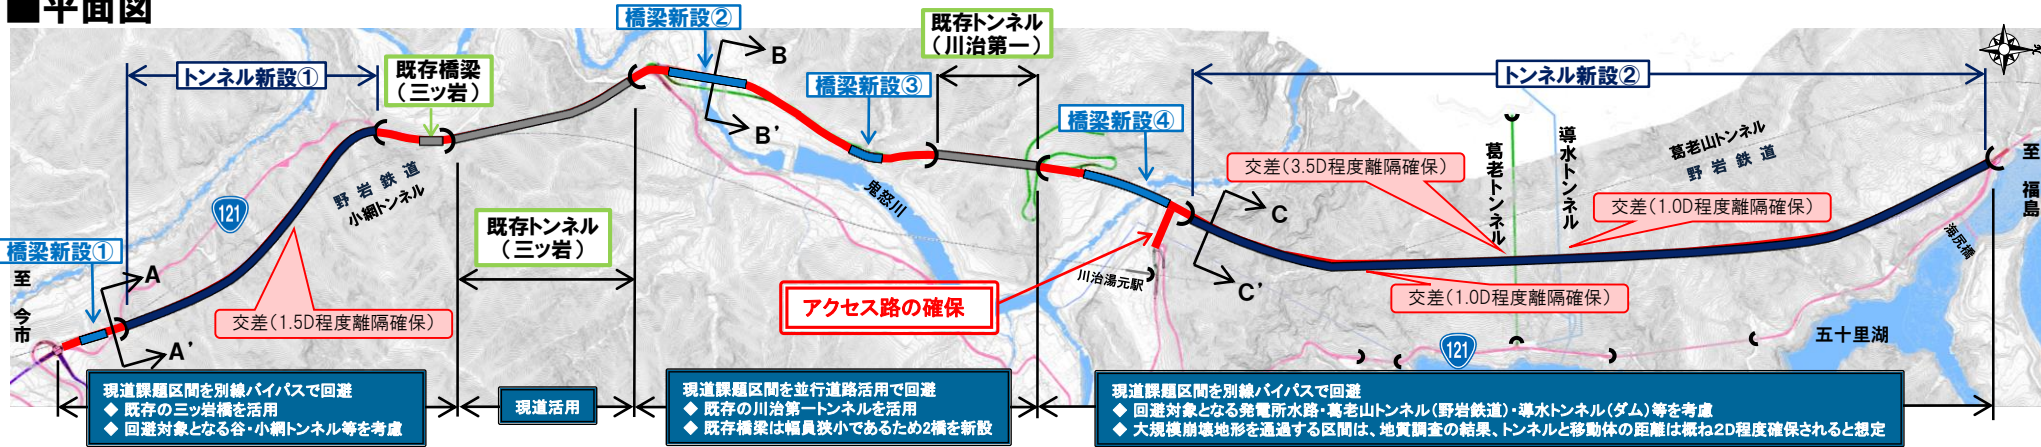 ■平面図
橋梁新設②
既存トンネル
（川治第一）
トンネル新設①
既存橋梁
（三ッ岩）
B
橋梁新設③
トンネル新設②
B'
橋梁新設④
野岩鉄道
小網トンネル
121
鬼怒川
交差(3.5D程度離隔確保)
葛老トンネル
導水トンネル
葛老山トンネル
野岩鉄道
至 福島
交差(1.0D程度離隔確保)
C
既存トンネル
（三ッ岩）
橋梁新設①
至 今市
A
川治湯元駅
C'
海尻橋
アクセス路の確保
交差(1.0D程度離隔確保)
交差(1.5D程度離隔確保)
A'
121
五十里湖
現道課題区間を別線バイパスで回避
◆ 既存の三ッ岩橋を活用
◆ 回避対象となる谷・小網トンネル等を考慮
現道活用
現道課題区間を並行道路活用で回避
◆ 既存の川治第一トンネルを活用
◆ 既存橋梁は幅員狭小であるため2橋を新設
現道課題区間を別線バイパスで回避
◆ 回避対象となる発電所水路・葛老山トンネル(野岩鉄道)・導水トンネル(ダム)等を考慮
◆ 大規模崩壊地形を通過する区間は、地質調査の結果、トンネルと移動体の距離は概ね2D程度確保されると想定